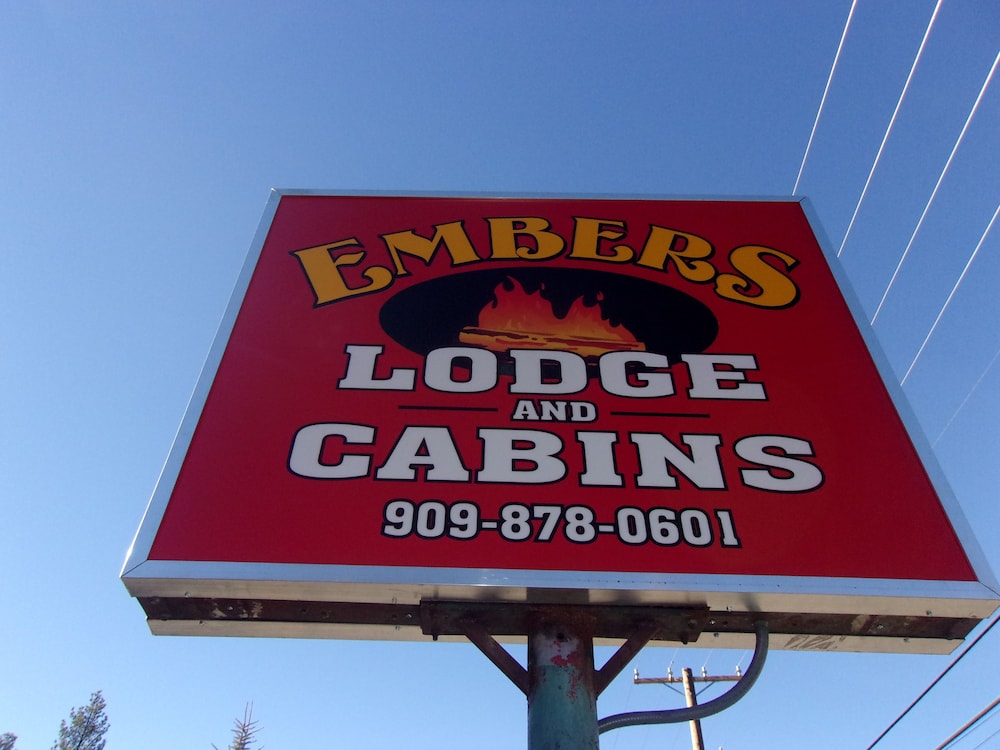 EMBERS
LODGE
AND
CABINS
909-878-0601